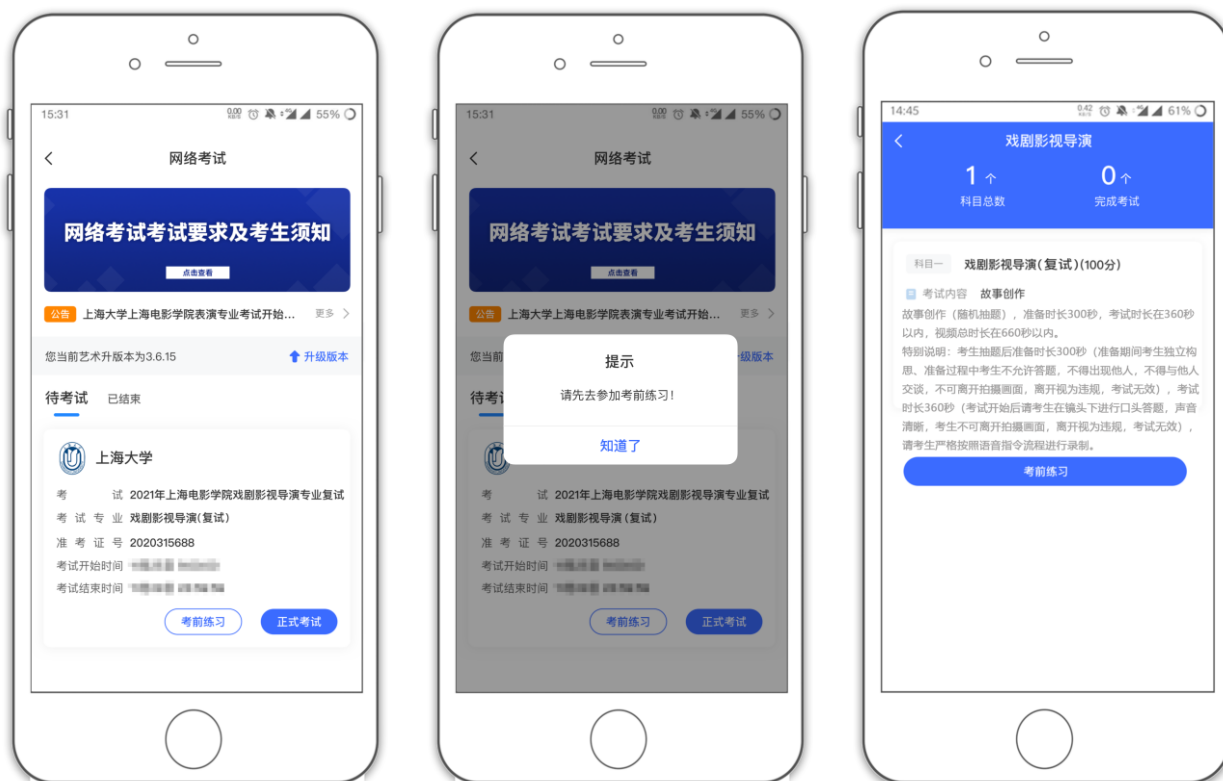 15:31
0.00 KB/S 4G 55%
网络考试
网络考试考试要求及考生须知
点击查看
公告 上海大学上海电影学院表演专业考试开始... 更多
您当前艺术升版本为3.6.15 升级版本
待考试 已结束
上海大学
考试 2021年上海电影学院戏剧影视导演专业复试
考试专业 戏剧影视导演(复试)
准考证号 2020315688
考试开始时间
考试结束时间
考前练习 正式考试
15:31
0.00 KB/S 4G 55%
网络考试
网络考试考试要求及考生须知
点击查看
公告 上海大学上海电影学院表演专业考试开始... 更多
您当前 级版本
提示
请先去参加考前练习!
知道了
待考
考试 2021年上海电影学院戏剧影视导演专业复试
考试专业 戏剧影视导演(复试)
准考证号 2020315688
考试开始时间
考试结束时间
考前练习 正式考试
14:45
0.42 KB/S 4G 61%
戏剧影视导演
1个 0个
科目总数 完成考试
科目一 戏剧影视导演(复试)(100分)
考试内容 故事创作
故事创作（随机抽题），准备时长300秒，考试时长在360秒
以内，视频总时长在660秒以内。
特别说明：考生抽题后准备时长300秒（准备期间考生独立构
思、准备过程中考生不允许答题，不得出现他人，不得与他人
交谈，不可离开拍摄画面，离开视为违规，考试无效），考试
时长360秒（考试开始后请考生在镜头下进行口头答题，声音
清晰，考生不可离开拍摄画面，离开视为违规，考试无效），
请考生严格按照语音指令流程进行录制。
考前练习